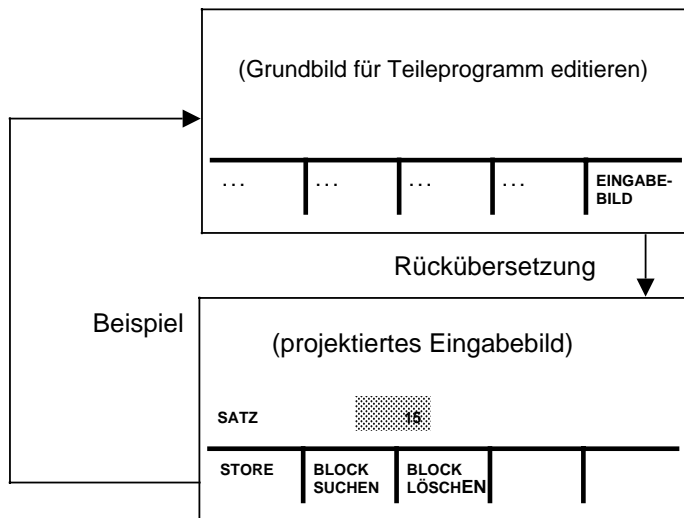 (Grundbild für Teileprogramm editieren)
... ... ... ... EINGABE-
BILD
Rückübersetzung
Beispiel
(projektiertes Eingabebild)
SATZ 15
STORE BLOCK BLOCK
SUCHEN LÖSCHEN